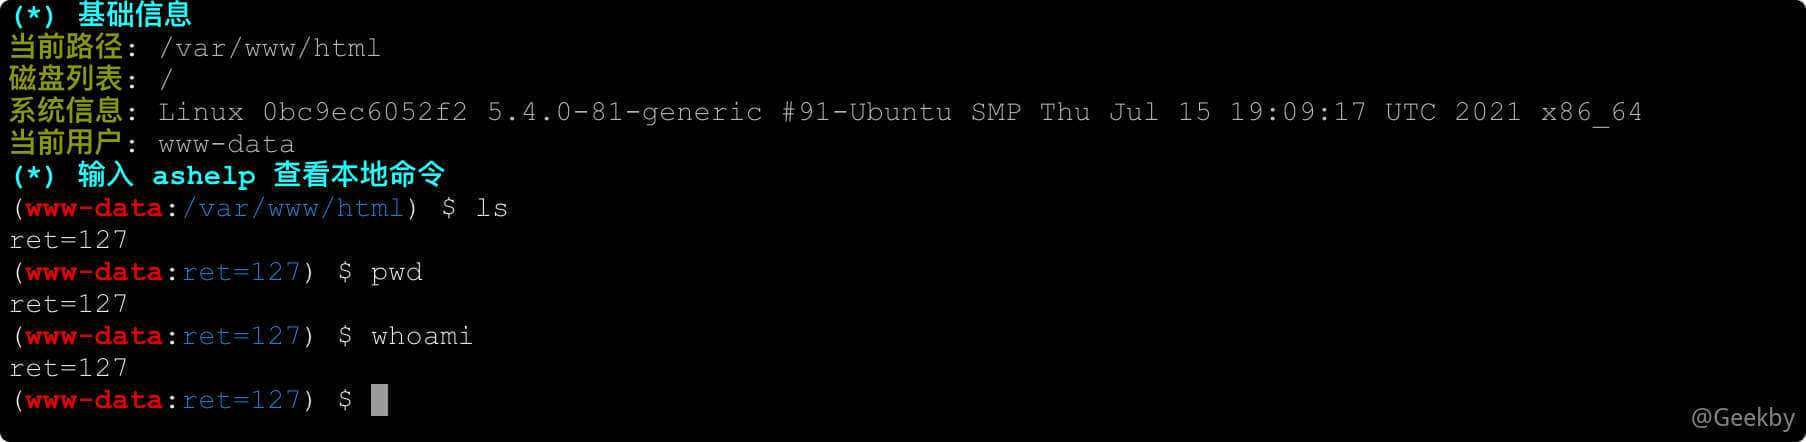 (*) 基础信息
当前路径: /var/www/html
磁盘列表: /
系统信息: Linux 0bc9ec6052f2 5.4.0-81-generic #91-Ubuntu SMP Thu Jul 15 19:09:17 UTC 2021 x86_64
当前用户: www-data
(*) 输入 ashelp 查看本地命令
(www-data:/var/www/html) $ ls
ret=127
(www-data:ret=127) $ pwd
ret=127
(www-data:ret=127) $ whoami
ret=127
(www-data:ret=127) $
@Geekby